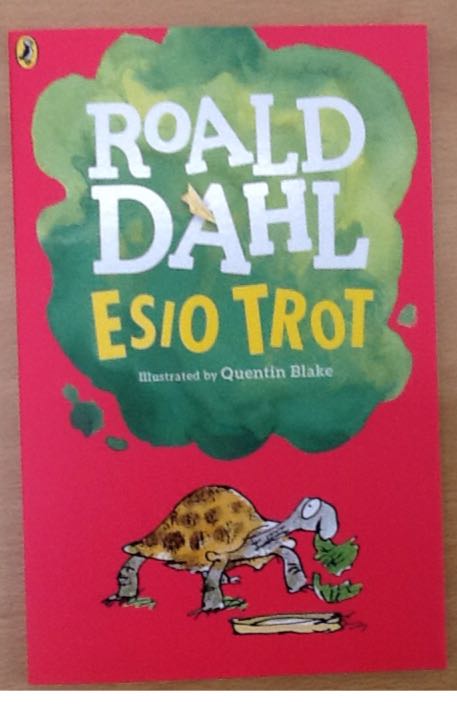 ROALD
DAHL
ESIO TROT
Illustrated by Quentin Blake